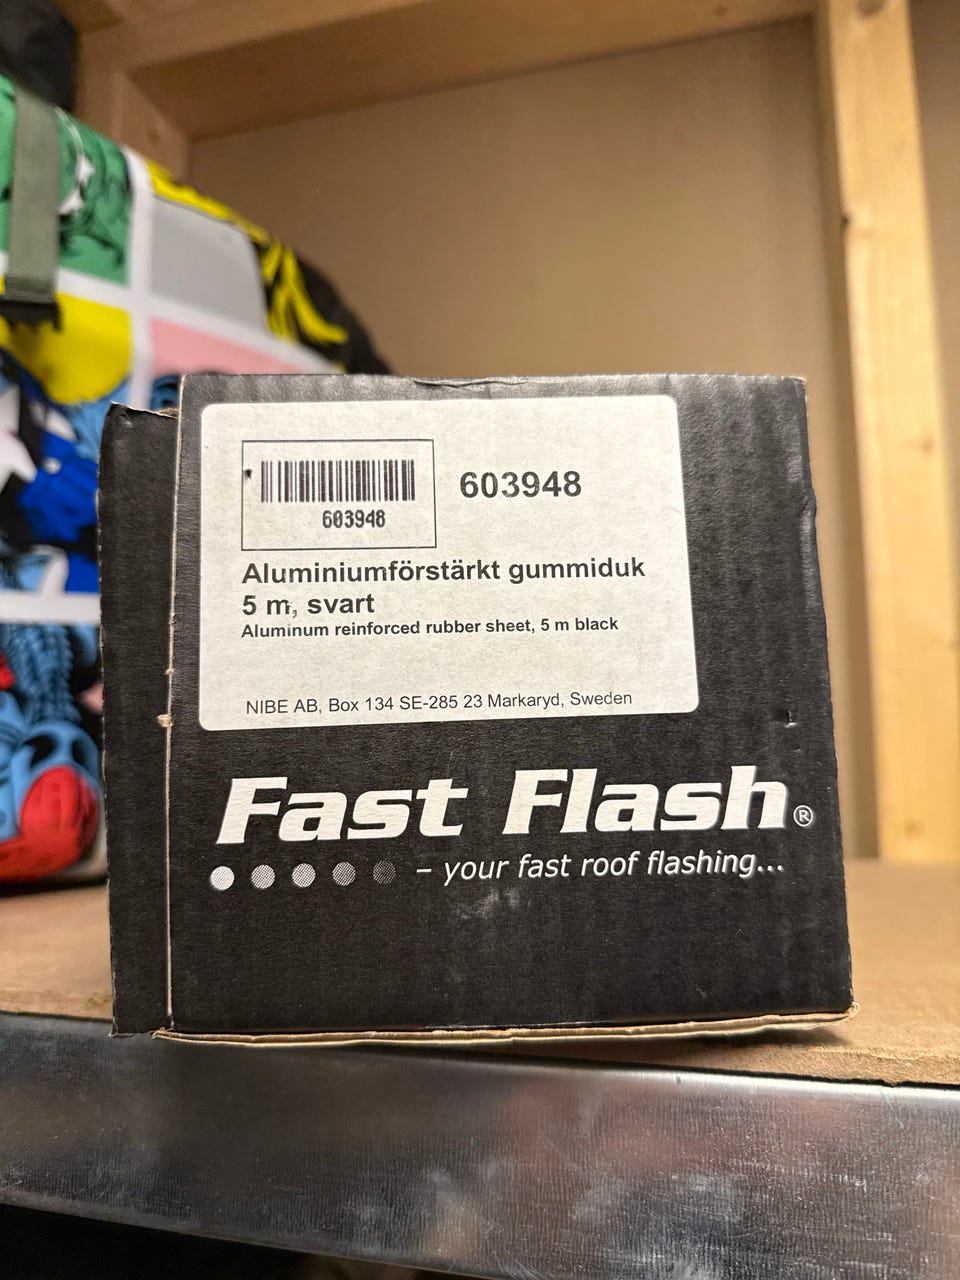 603948
603948
Aluminiumförstärkt gummiduk
5 m, svart
Aluminum reinforced rubber sheet, 5 m black
NIBE AB, Box 134 SE-285 23 Markaryd, Sweden
Fast Flash®
– your fast roof flashing...